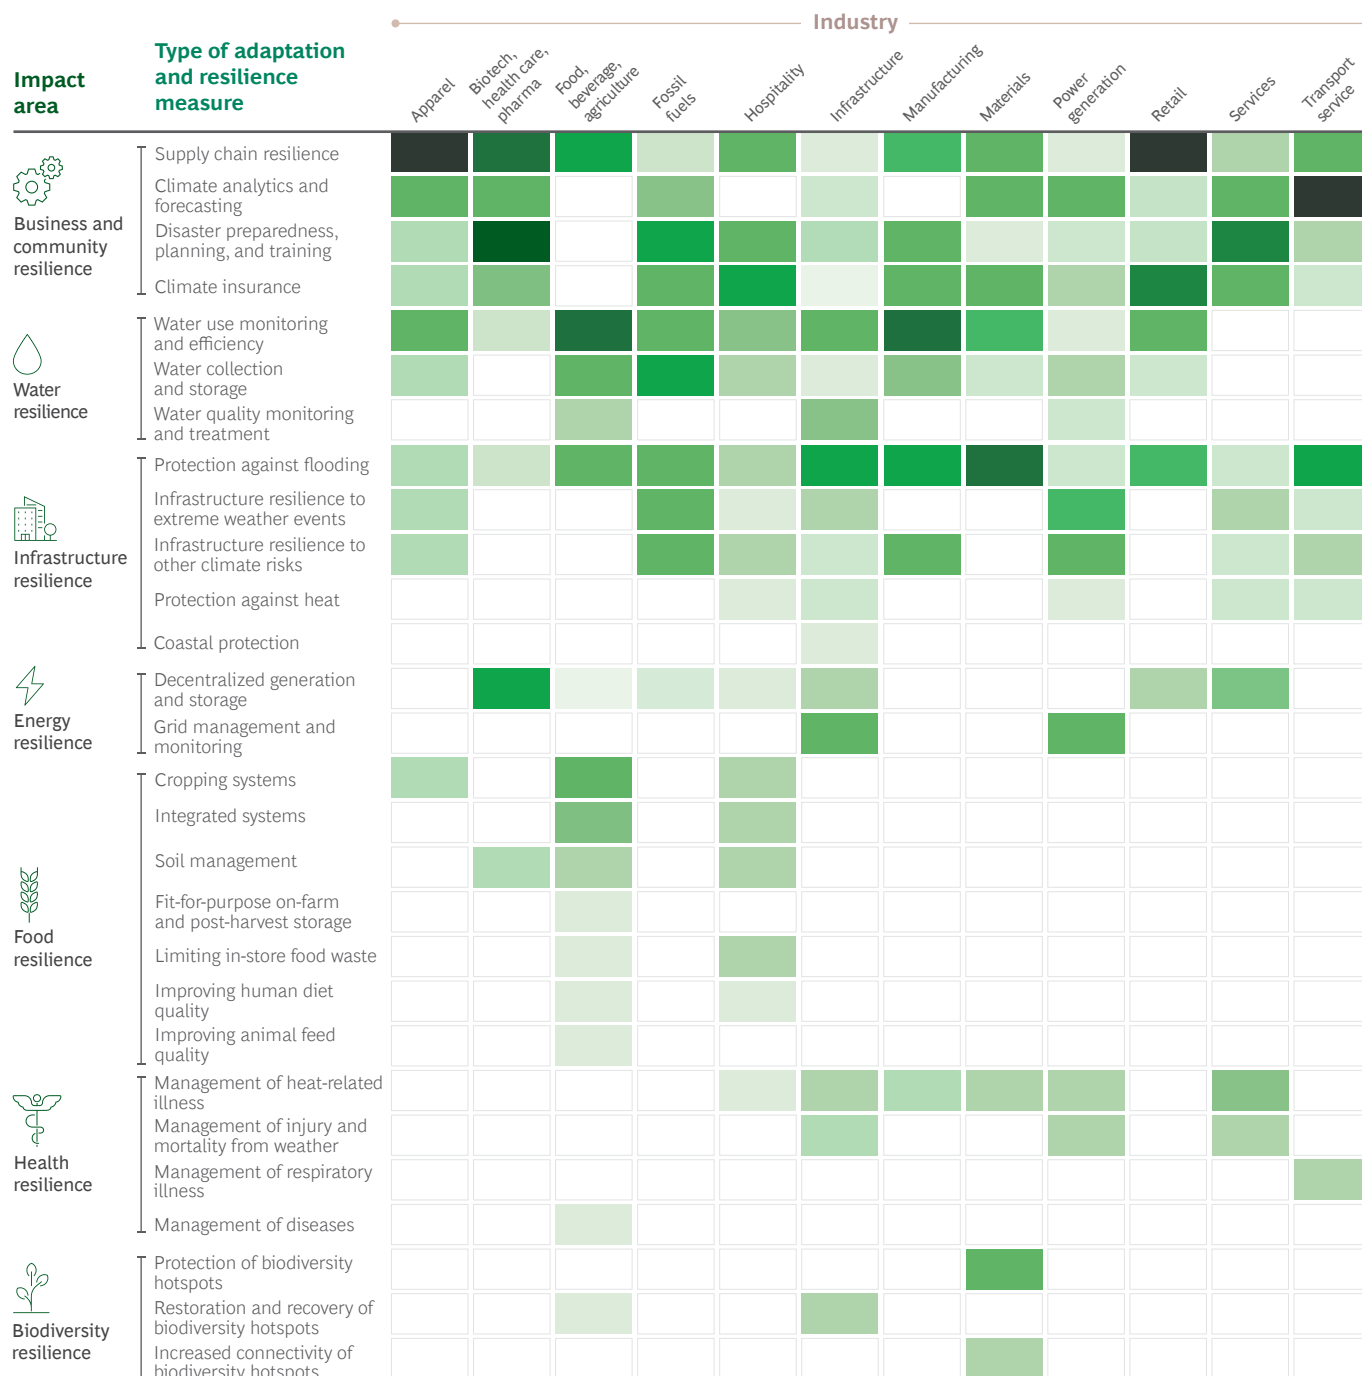 Industry
Impact
area
Type of adaptation
and resilience
measure
Apparel
Biotech,
health care,
pharma
Food,
beverage,
agriculture
Fossil
fuels
Hospitality
Infrastructure
Manufacturing
Materials
Power
generation
Retail
Services
Transport
service
Business and
community
resilience
Supply chain resilience
Climate analytics and
forecasting
Disaster preparedness,
planning, and training
Climate insurance
Water
resilience
Water use monitoring
and efficiency
Water collection
and storage
Water quality monitoring
and treatment
Infrastructure
resilience
Protection against flooding
Infrastructure resilience to
extreme weather events
Infrastructure resilience to
other climate risks
Protection against heat
Coastal protection
Energy
resilience
Decentralized generation
and storage
Grid management and
monitoring
Food
resilience
Cropping systems
Integrated systems
Soil management
Fit-for-purpose on-farm
and post-harvest storage
Limiting in-store food waste
Improving human diet
quality
Improving animal feed
quality
Health
resilience
Management of heat-related
illness
Management of injury and
mortality from weather
Management of respiratory
illness
Management of diseases
Biodiversity
resilience
Protection of biodiversity
hotspots
Restoration and recovery of
biodiversity hotspots
Increased connectivity of
biodiversity hotspots